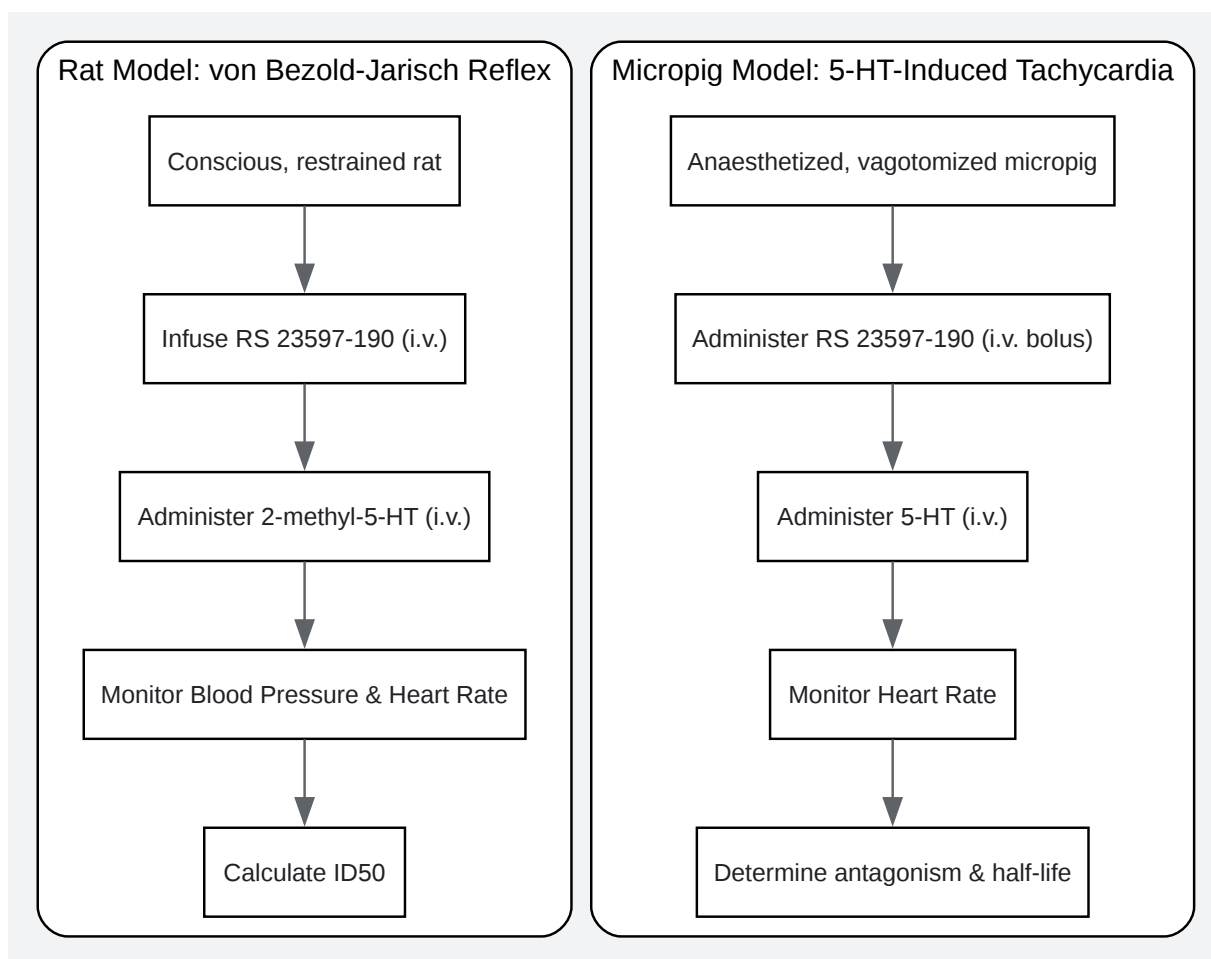 Rat Model: von Bezold-Jarisch Reflex
Conscious, restrained rat
Infuse RS 23597-190 (i.v.)
Administer 2-methyl-5-HT (i.v.)
Monitor Blood Pressure & Heart Rate
Calculate ID50
Micropig Model: 5-HT-Induced Tachycardia
Anaesthetized, vagotomized micropig
Administer RS 23597-190 (i.v. bolus)
Administer 5-HT (i.v.)
Monitor Heart Rate
Determine antagonism & half-life